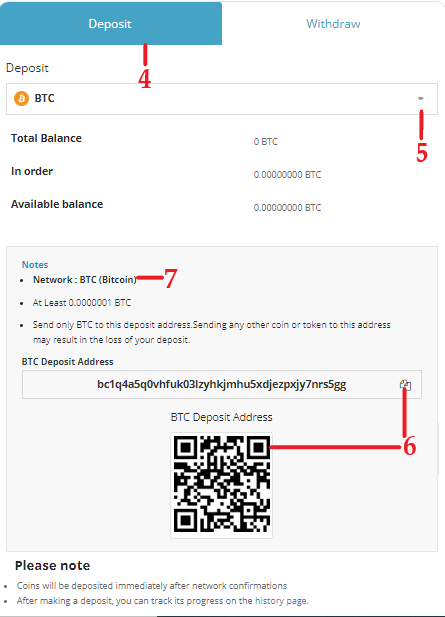 Deposit Withdraw
4
Deposit
BTC
5
Total Balance 0 BTC
In order 0.00000000 BTC
Available balance 0.00000000 BTC
Notes
• Network : BTC (Bitcoin) 7
• At Least 0.0000001 BTC
• Send only BTC to this deposit address.Sending any other coin or token to this address
may result in the loss of your deposit.
BTC Deposit Address
bc1q4a5q0vhfuk03lzyhkjmhu5xdjezpxjy7nrs5gg
BTC Deposit Address
6
Please note
• Coins will be deposited immediately after network confirmations
• After making a deposit, you can track its progress on the history page.